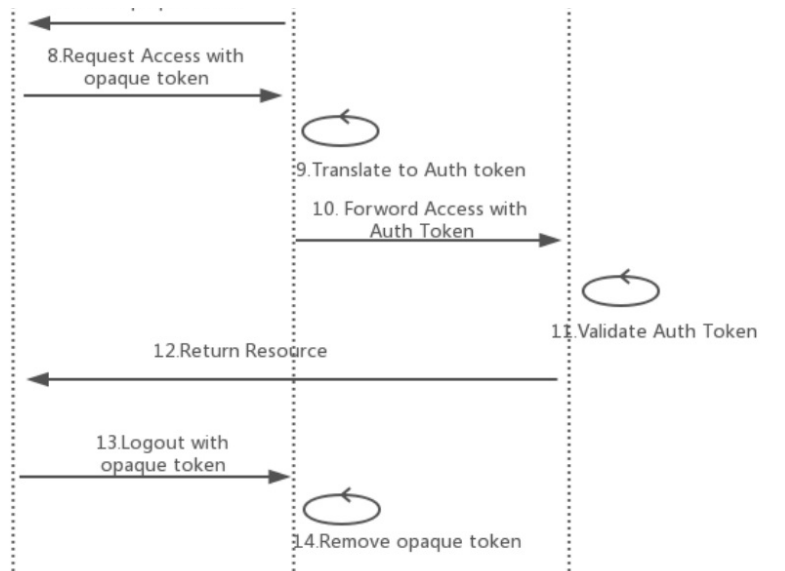 8.Request Access with
opaque token
9.Translate to Auth token
10. Forword Access with
Auth Token
11.Validate Auth Token
12.Return Resource
13.Logout with
opaque token
14.Remove opaque token